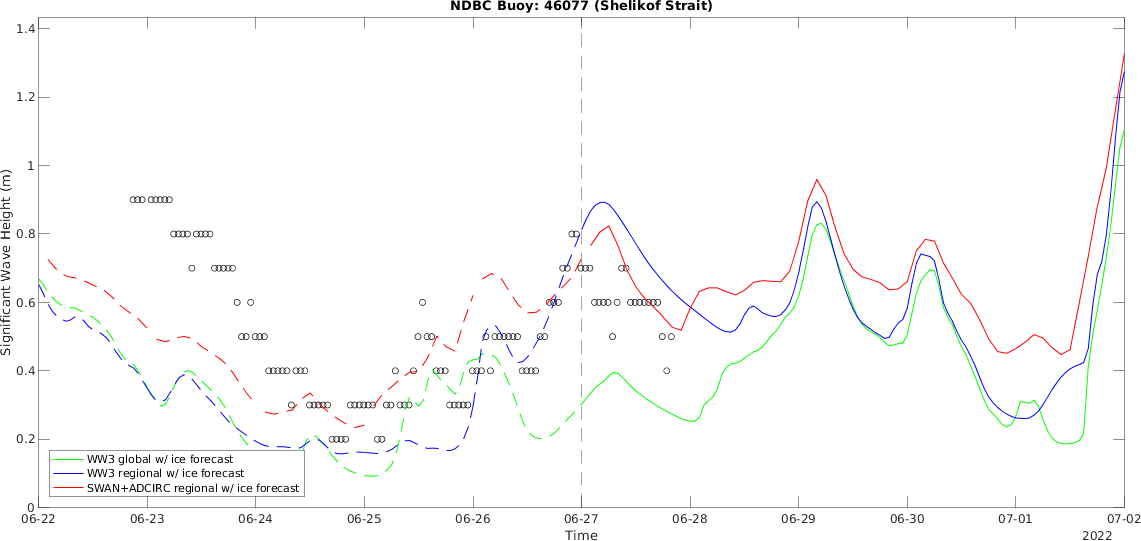 NDBC Buoy: 46077 (Shelikof Strait)
1.4
1.2
1
0.8
0.6
0.4
0.2
0
Significant Wave Height (m)
WW3 global w/ ice forecast
WW3 regional w/ ice forecast
SWAN+ADCIRC regional w/ ice forecast
06-22 06-23 06-24 06-25 06-26 06-27 06-28 06-29 06-30 07-01 07-02
Time
2022